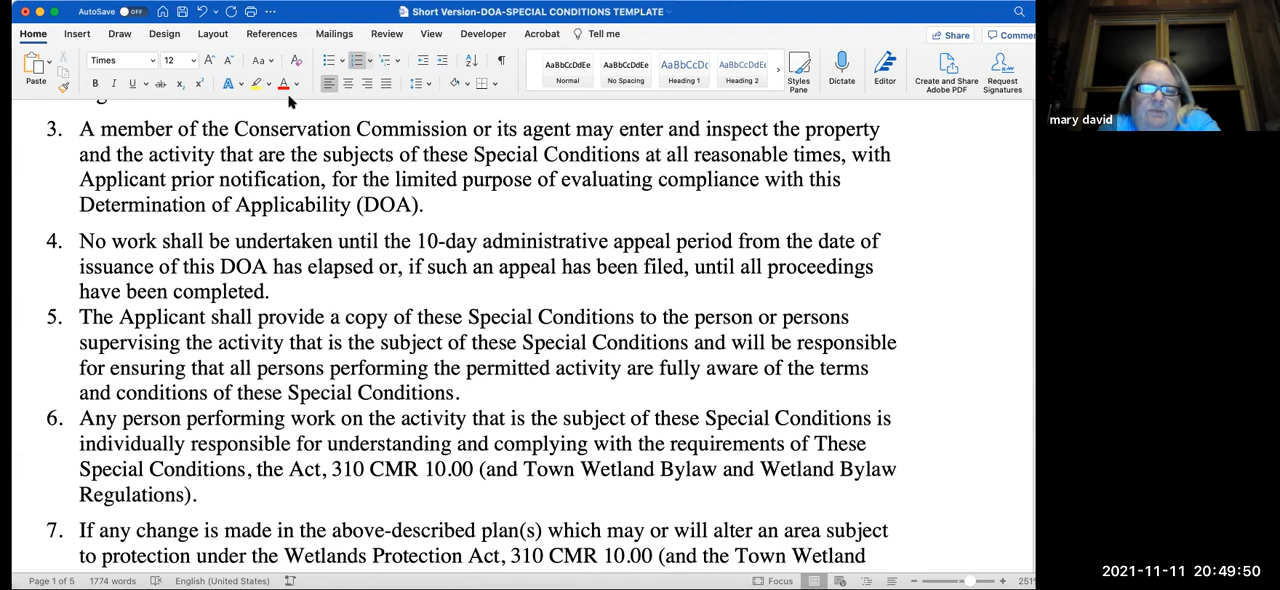 AutoSave OFF
Short Version-DOA-SPECIAL CONDITIONS TEMPLATE
Home Insert Draw Design Layout References Mailings Review View Developer Acrobat Tell me
Share
Comme
Paste
Times 12
Aa
AaBbCcDdEe AaBbCcDdEe AaBbCcDc AaBbCcDdEe
Normal No Spacing Heading 1 Heading 2
Styles Pane
Dictate
Editor
Create and Share Adobe PDF
Request Signatures
B I U ab x₂ x² A A
3. A member of the Conservation Commission or its agent may enter and inspect the property
and the activity that are the subjects of these Special Conditions at all reasonable times, with
Applicant prior notification, for the limited purpose of evaluating compliance with this
Determination of Applicability (DOA).
4. No work shall be undertaken until the 10-day administrative appeal period from the date of
issuance of this DOA has elapsed or, if such an appeal has been filed, until all proceedings
have been completed.
5. The Applicant shall provide a copy of these Special Conditions to the person or persons
supervising the activity that is the subject of these Special Conditions and will be responsible
for ensuring that all persons performing the permitted activity are fully aware of the terms
and conditions of these Special Conditions.
6. Any person performing work on the activity that is the subject of these Special Conditions is
individually responsible for understanding and complying with the requirements of These
Special Conditions, the Act, 310 CMR 10.00 (and Town Wetland Bylaw and Wetland Bylaw
Regulations).
7. If any change is made in the above-described plan(s) which may or will alter an area subject
to protection under the Wetlands Protection Act, 310 CMR 10.00 (and the Town Wetland
Page 1 of 5 1774 words English (United States) Focus 251
mary david
2021-11-11 20:49:50